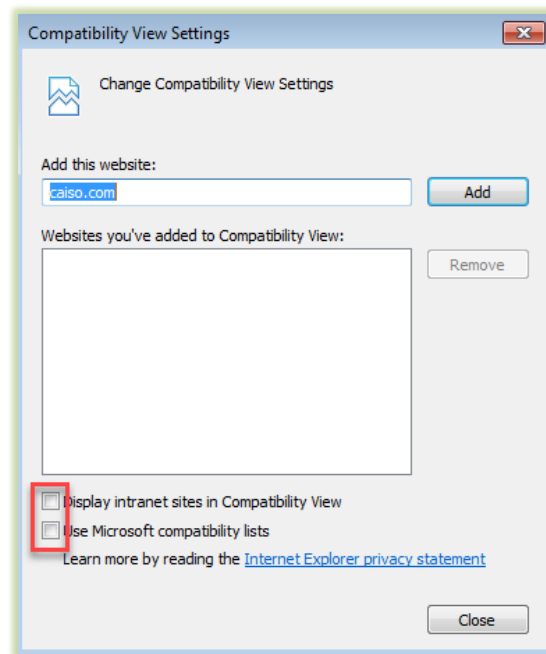 Compatibility View Settings
Change Compatibility View Settings
Add this website:
caiso.com
Add
Websites you've added to Compatibility View:
Remove
Display intranet sites in Compatibility View
Use Microsoft compatibility lists
Learn more by reading the Internet Explorer privacy statement
Close